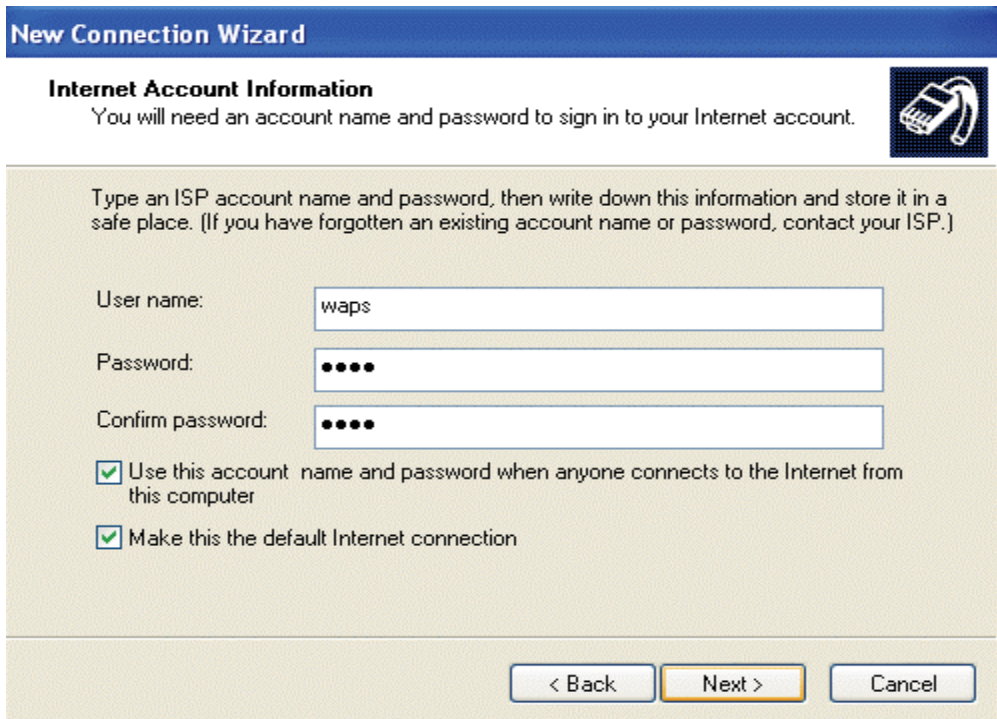 New Connection Wizard
Internet Account Information
You will need an account name and password to sign in to your Internet account.
Type an ISP account name and password, then write down this information and store it in a
safe place. (If you have forgotten an existing account name or password, contact your ISP.)
User name:
waps
Password:
••••
Confirm password:
••••
Use this account name and password when anyone connects to the Internet from
this computer
Make this the default Internet connection
< Back
Next >
Cancel